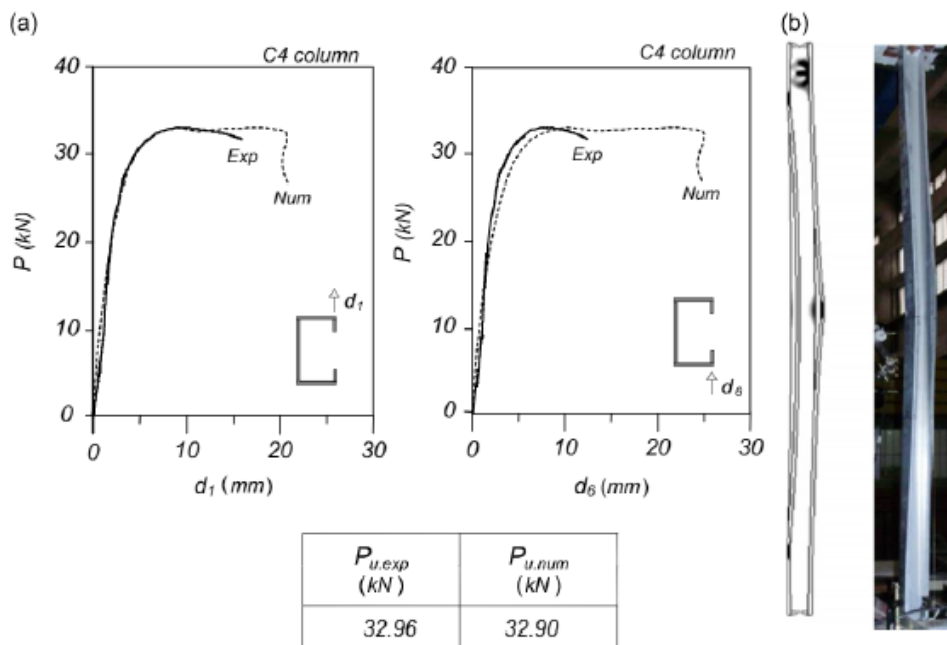 (a)
C4 column
40
30
20
10
0
P (kN)
Exp
Num
d₁
0 10 20 30
d₁ (mm)
C4 column
40
30
20
10
0
P (kN)
Exp
Num
d₆
0 10 20 30
d₆ (mm)
(b)
Pu.exp Pu.num
(kN) (kN)
32.96 32.90